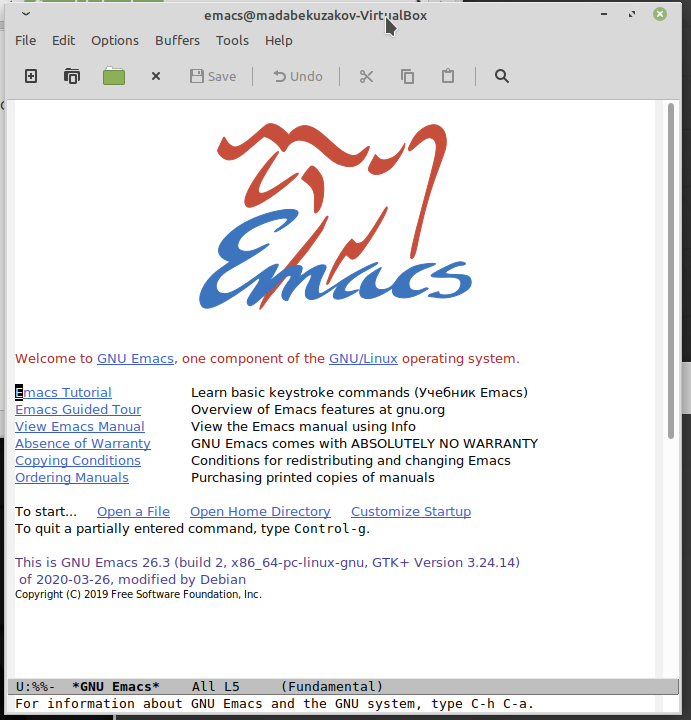 emacs@madabekuzakov-VirtualBox
File Edit Options Buffers Tools Help
Save Undo
Emacs
Welcome to GNU Emacs, one component of the GNU/Linux operating system.
Emacs Tutorial Learn basic keystroke commands (Учебник Emacs)
Emacs Guided Tour Overview of Emacs features at gnu.org
View Emacs Manual View the Emacs manual using Info
Absence of Warranty GNU Emacs comes with ABSOLUTELY NO WARRANTY
Copying Conditions Conditions for redistributing and changing Emacs
Ordering Manuals Purchasing printed copies of manuals
To start... Open a File Open Home Directory Customize Startup
To quit a partially entered command, type Control-g.
This is GNU Emacs 26.3 (build 2, x86_64-pc-linux-gnu, GTK+ Version 3.24.14)
of 2020-03-26, modified by Debian
Copyright (C) 2019 Free Software Foundation, Inc.
U:%%- *GNU Emacs* All L5 (Fundamental)
For information about GNU Emacs and the GNU system, type C-h C-a.